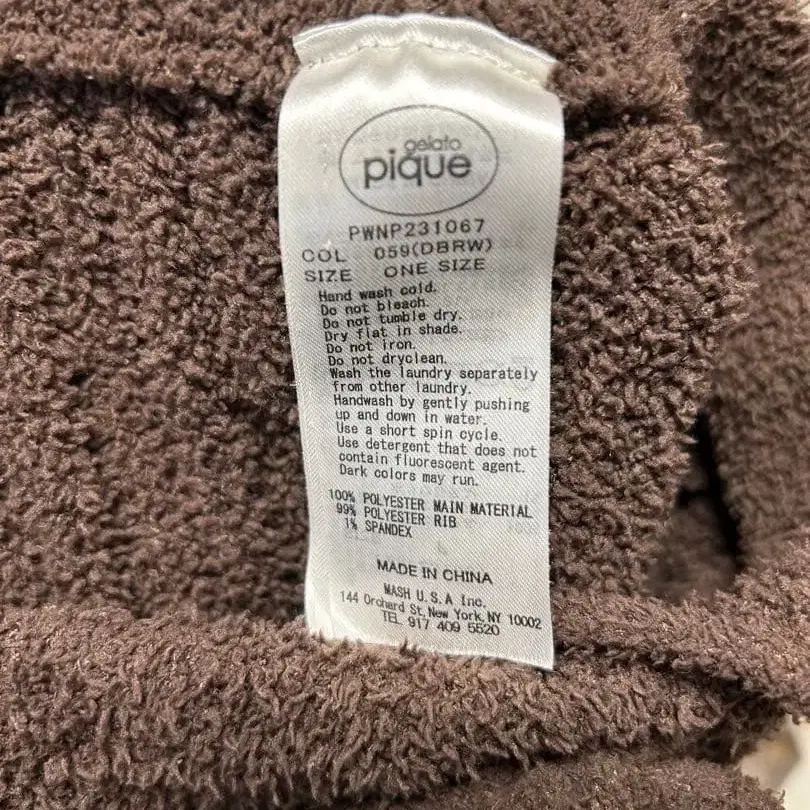 gelato
pique
PWNP231067
COL 059(DBRW)
SIZE ONE SIZE
Hand wash cold.
Do not bleach.
Do not tumble dry.
Dry flat in shade.
Do not iron.
Do not dryclean.
Wash the laundry separately
from other laundry.
Handwash by gently pushing
up and down in water.
Use a short spin cycle.
Use detergent that does not
contain fluorescent agent.
Dark colors may run.
100% POLYESTER MAIN MATERIAL
99% POLYESTER RIB
1% SPANDEX
MADE IN CHINA
MASH U.S.A Inc.
144 Orchard St, New York, NY 10002
TEL 917 409 5520